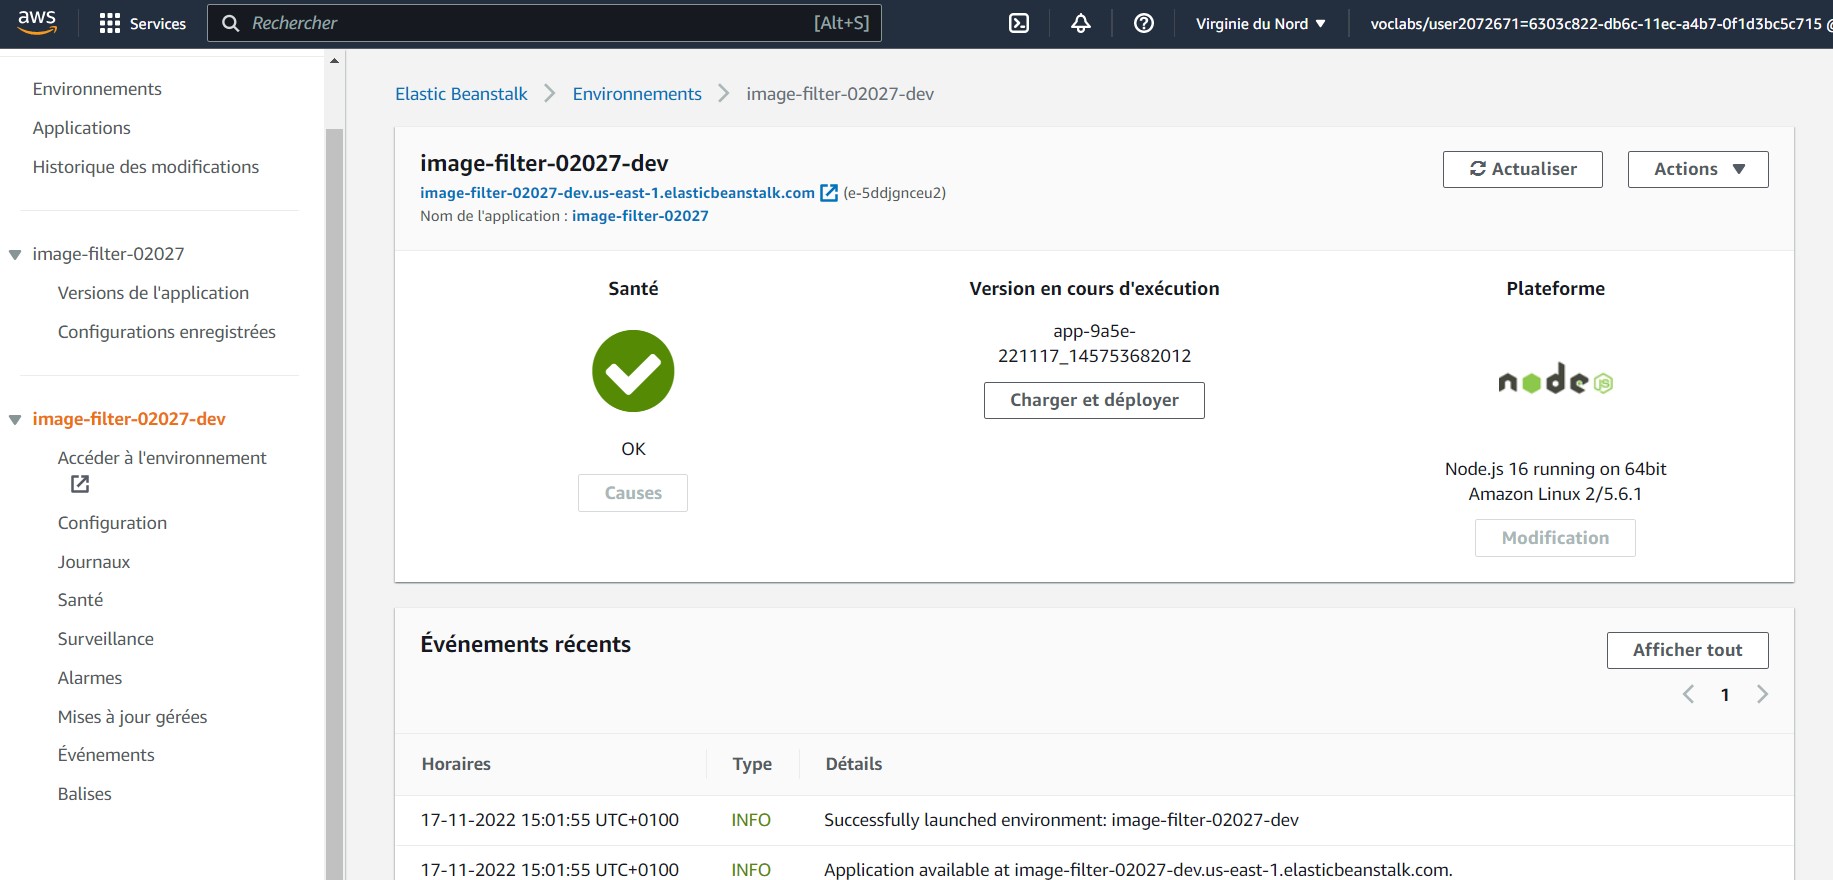 aws
Services
Rechercher
[Alt+S]
Virginie du Nord
voclabs/user2072671=6303c822-db6c-11ec-a4b7-0f1d3bc5c715 @
Environnements
Applications
Historique des modifications
image-filter-02027
Versions de l'application
Configurations enregistrées
image-filter-02027-dev
Accéder à l'environnement
Configuration
Journaux
Santé
Surveillance
Alarmes
Mises à jour gérées
Événements
Balises
Elastic Beanstalk
Environnements
image-filter-02027-dev
image-filter-02027-dev
image-filter-02027-dev.us-east-1.elasticbeanstalk.com (e-5ddjgnceu2)
Nom de l'application : image-filter-02027
Actualiser
Actions
Santé
OK
Causes
Version en cours d'exécution
app-9a5e-
221117_145753682012
Charger et déployer
Plateforme
node JS
Node.js 16 running on 64bit
Amazon Linux 2/5.6.1
Modification
Événements récents
Afficher tout
1
Horaires Type Détails
17-11-2022 15:01:55 UTC+0100 INFO Successfully launched environment: image-filter-02027-dev
17-11-2022 15:01:55 UTC+0100 INFO Application available at image-filter-02027-dev.us-east-1.elasticbeanstalk.com.